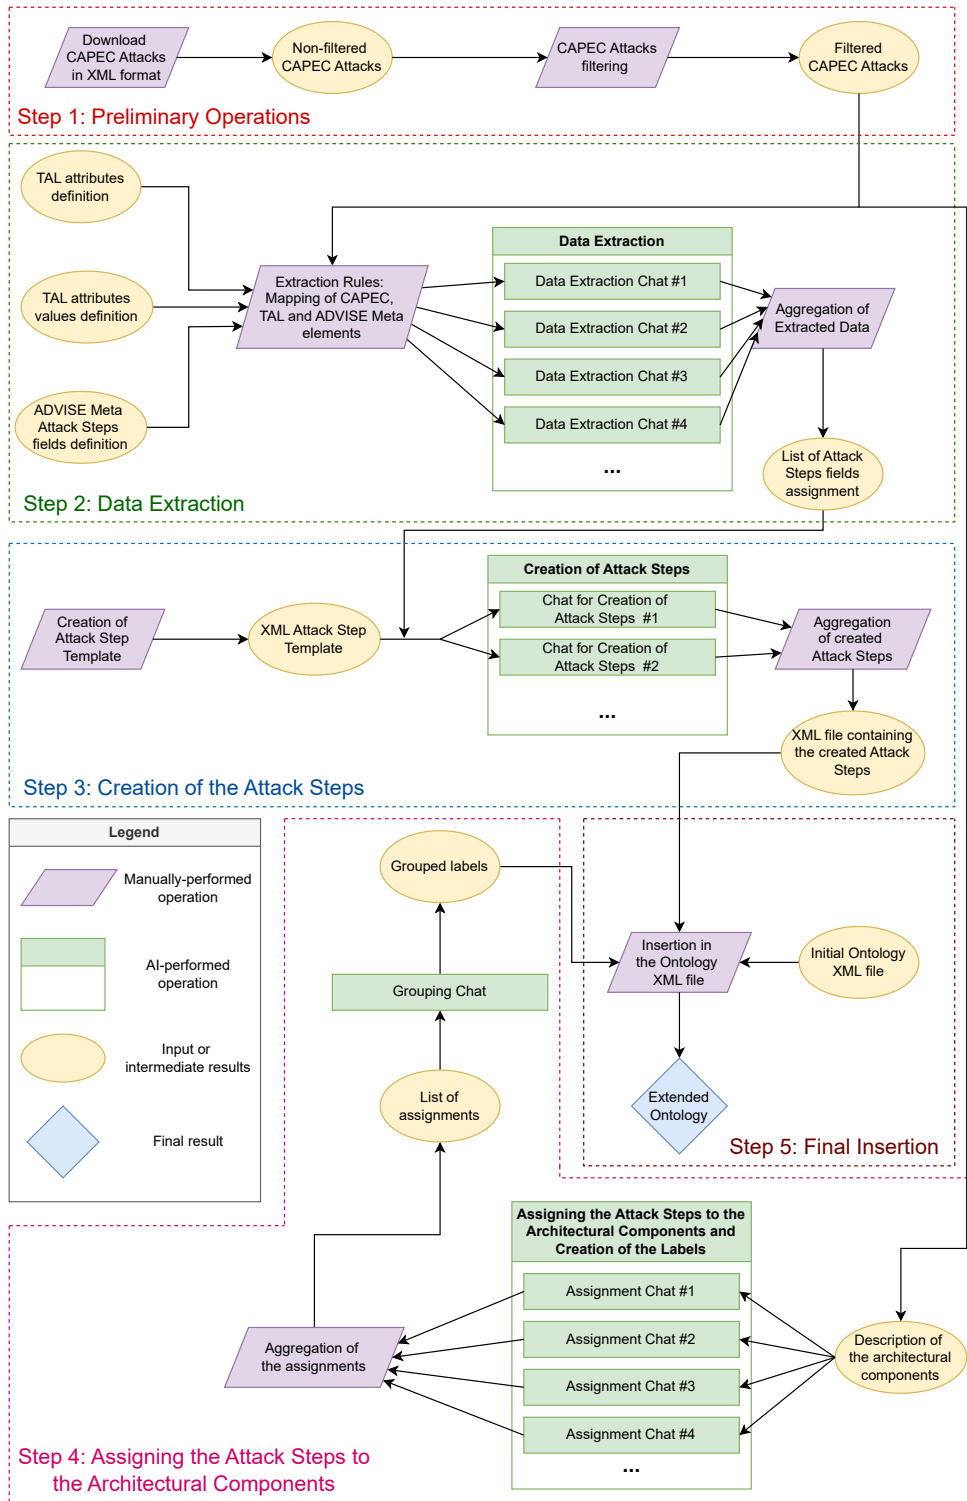 Download
CAPEC Attacks
in XML format
Non-filtered
CAPEC Attacks
CAPEC Attacks
filtering
Filtered
CAPEC Attacks
Step 1: Preliminary Operations
TAL attributes
definition
TAL attributes
values definition
ADVISE Meta
Attack Steps
fields definition
Extraction Rules:
Mapping of CAPEC,
TAL and ADVISE Meta
elements
Data Extraction
Data Extraction Chat #1
Data Extraction Chat #2
Data Extraction Chat #3
Data Extraction Chat #4
...
Aggregation of
Extracted Data
List of Attack
Steps fields
assignment
Step 2: Data Extraction
Creation of
Attack Step
Template
XML Attack Step
Template
Creation of Attack Steps
Chat for Creation of
Attack Steps #1
Chat for Creation of
Attack Steps #2
...
Aggregation
of created
Attack Steps
XML file containing
the created Attack
Steps
Step 3: Creation of the Attack Steps
Legend
Manually-performed
operation
AI-performed
operation
Input or
intermediate results
Final result
Grouped labels
Grouping Chat
List of
assignments
Insertion in
the Ontology
XML file
Initial Ontology
XML file
Extended
Ontology
Step 5: Final Insertion
Assigning the Attack Steps to the
Architectural Components and
Creation of the Labels
Assignment Chat #1
Assignment Chat #2
Assignment Chat #3
Assignment Chat #4
...
Aggregation of
the assignments
Description of
the architectural
components
Step 4: Assigning the Attack Steps to
the Architectural Components